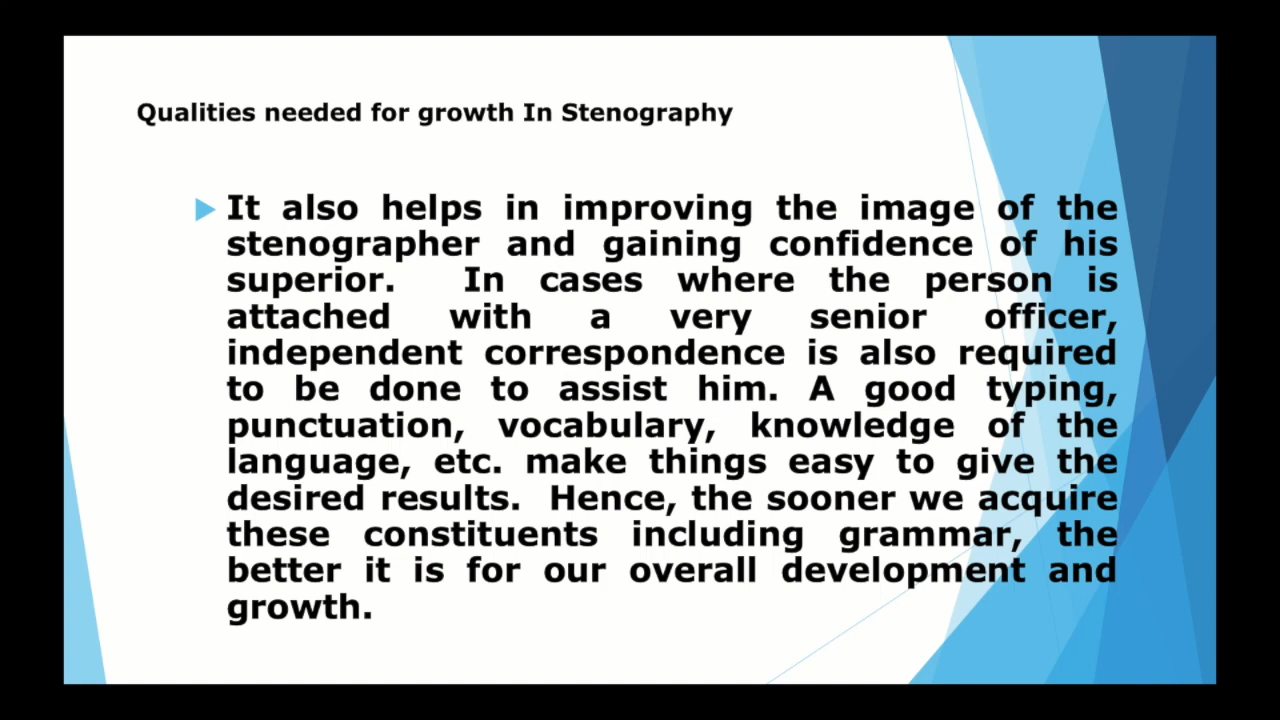 Qualities needed for growth In Stenography
It also helps in improving the image of the
stenographer and gaining confidence of his
superior. In cases where the person is
attached with a very senior officer,
independent correspondence is also required
to be done to assist him. A good typing,
punctuation, vocabulary, knowledge of the
language, etc. make things easy to give the
desired results. Hence, the sooner we acquire
these constituents including grammar, the
better it is for our overall development and
growth.